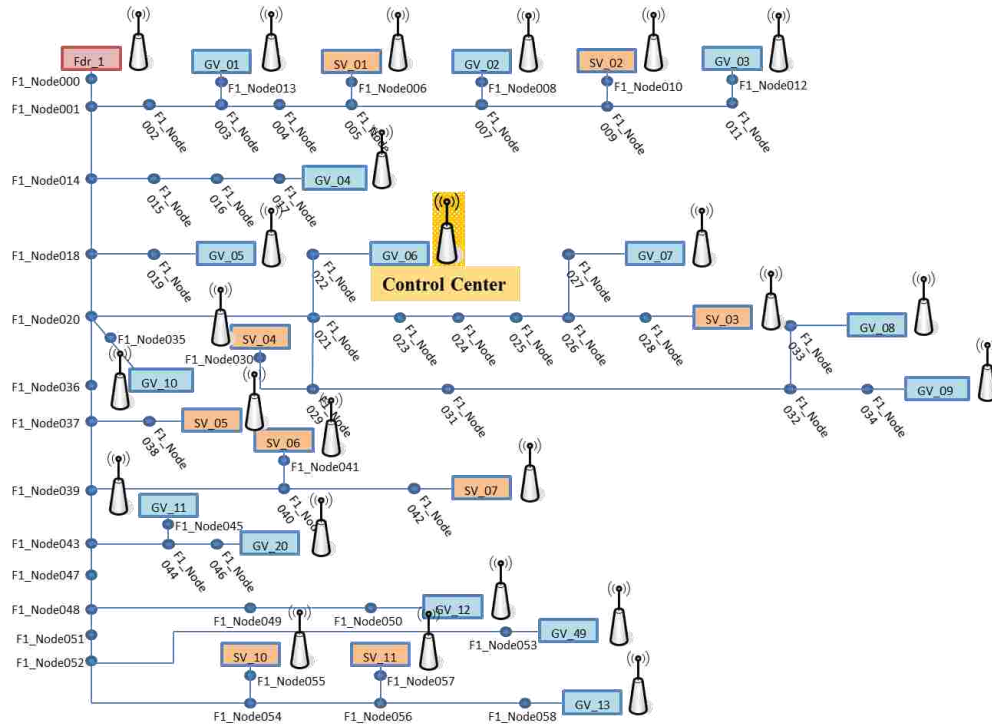 Fdr_1
GV_01
SV_01
GV_02
SV_02
GV_03
F1_Node000
F1_Node013
F1_Node006
F1_Node008
F1_Node010
F1_Node012
F1_Node001
F1_Node
002
F1_Node
003
F1_Node
004
F1_Node
005
F1_Node
007
F1_Node
009
F1_Node
011
F1_Node014
GV_04
F1_Node
015
F1_Node
016
F1_Node
017
F1_Node018
GV_05
GV_06
GV_07
F1_Node
019
F1_Node
022
F1_Node
027
Control Center
F1_Node020
SV_03
GV_08
F1_Node035
SV_04
F1_Node030
F1_Node
021
F1_Node
023
F1_Node
024
F1_Node
025
F1_Node
026
F1_Node
028
F1_Node
033
F1_Node036
GV_10
GV_09
F1_Node
029
F1_Node
031
F1_Node
032
F1_Node
034
F1_Node037
SV_05
F1_Node
038
SV_06
F1_Node041
F1_Node039
SV_07
F1_Node
040
F1_Node
042
GV_11
F1_Node045
F1_Node043
GV_20
F1_Node
044
F1_Node
046
F1_Node047
F1_Node048
GV_12
F1_Node049
F1_Node050
F1_Node051
GV_49
F1_Node053
F1_Node052
SV_10
SV_11
F1_Node055
F1_Node057
GV_13
F1_Node054
F1_Node056
F1_Node058